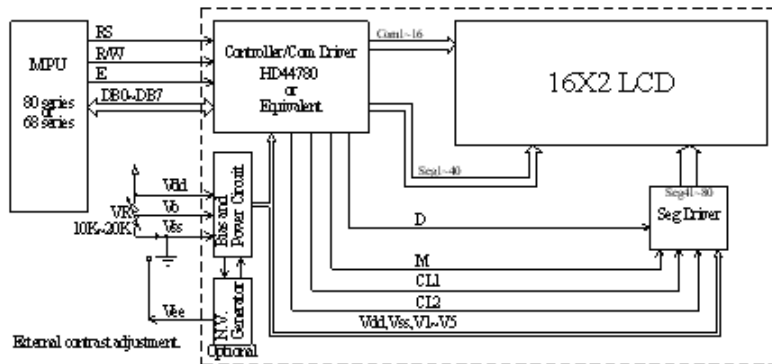 MPU
80 series
or
68 series
RS
R/W
E
DB0~DB7
Controller/Com Driver
HD44780
or
Equivalent
Com1~16
16X2 LCD
Seg1~40
Seg41~80
Seg Driver
Vdd
Vo
Vss
VR
10K~20K
Bias and
Power Circuit
D
M
CL1
CL2
Vdd,Vss,V1~V5
Vee
N.V.
Generator
Optional
External contrast adjustment.